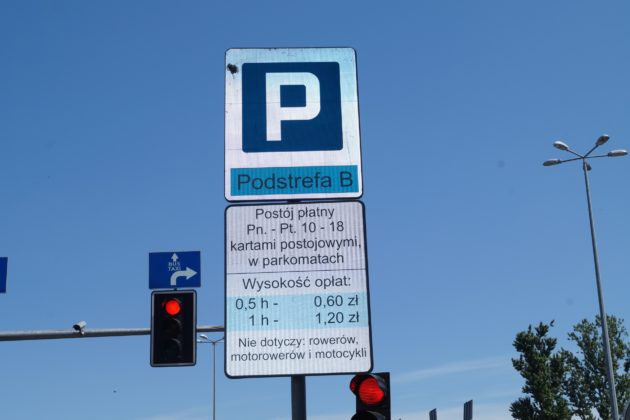 P
Podstrefa B
Postój płatny
Pn. - Pt. 10 - 18
kartami postojowymi,
w parkomatach
Wysokość opłat:
0,5 h - 0,60 zł
1 h - 1,20 zł
Nie dotyczy: rowerów,
motorowerów i motocykli
BUS
TAXI